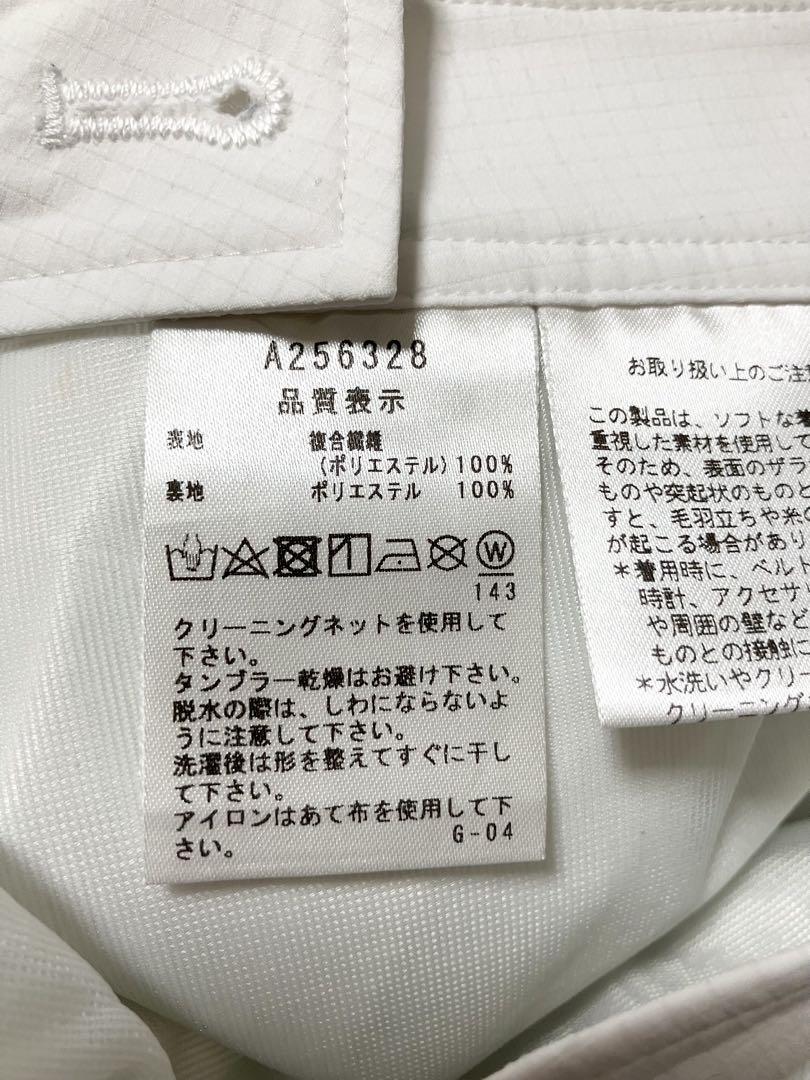 A256328
品質表示
表地 複合繊維
(ポリエステル)100%
裏地 ポリエステル 100%
W
143
クリーニングネットを使用して
下さい。
タンブラー乾燥はお避け下さい。
脱水の際は、しわにならないよ
うに注意して下さい。
洗濯後は形を整えてすぐに干し
て下さい。
アイロンはあて布を使用して下
さい。
G-04
お取り扱い上のご注意
この製品は、ソフトな着
重視した素材を使用して
そのため、表面のザラ
ものや突起状のものと
すと、毛羽立ちや糸の
が起こる場合があり
*着用時に、ベルト
時計、アクセサリ
や周囲の壁など
ものとの接触に
*水洗いやクリー
クリーニング